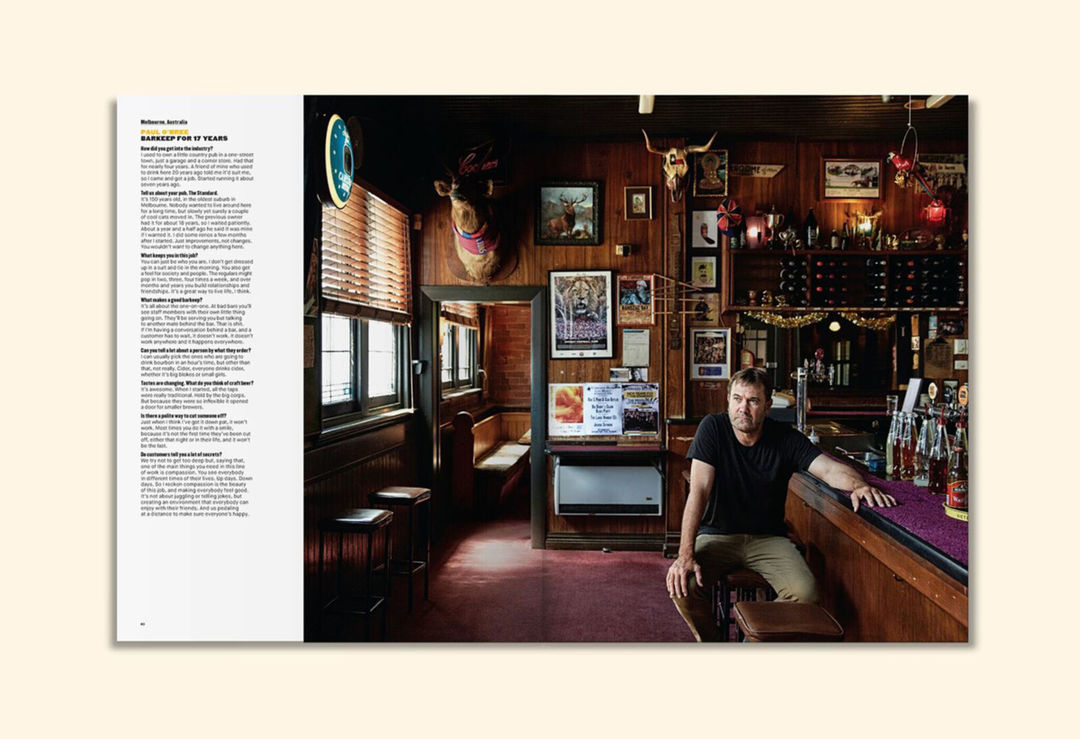 Melbourne, Australia
PAUL O'BREE
BARKEEP FOR 17 YEARS
How did you get into the industry?
I used to own a little country pub in a one-street
town, just a garage and a corner store. Had that
for nearly four years. A friend of mine who used
to drink here 20 years ago told me it'd suit me,
so I came and got a job. Started running it about
seven years ago.
Tell us about your pub, The Standard.
It's 150 years old, in the oldest suburb in
Melbourne. Nobody wanted to live around here
for a long time, but slowly yet surely a couple
of cool cats moved in. The previous owner
had it for about 18 years, so I waited patiently.
About a year and a half ago he said it was mine
if I wanted it. I did some renos a few months
after I started. Just improvements, not changes.
You wouldn't want to change anything here.
What keeps you in this job?
You can just be who you are. I don't get dressed
up in a suit and tie in the morning. You also get
a feel for society and people. The regulars might
pop in two, three, four times a week, and over
months and years you build relationships and
friendships. It's a great way to live life, I think.
What makes a good barkeep?
It's all about the one-on-one. At bad bars you'll
see staff members with their own little thing
going on. They'll be serving you but talking
to another mate behind the bar. That is shit.
If I'm having a conversation behind a bar, and a
customer has to wait, it doesn't work. It doesn't
work anywhere and it happens everywhere.
Can you tell a lot about a person by what they order?
I can usually pick the ones who are going to
drink bourbon in an hour's time, but other than
that, not really. Cider, everyone drinks cider,
whether it's big blokes or small girls.
Tastes are changing. What do you think of craft beer?
It's awesome. When I started, all the taps
were really traditional. Held by the big corps.
But because they were so inflexible it opened
a door for smaller brewers.
Is there a polite way to cut someone off?
Just when I think I've got it down pat, it won't
work. Most times you do it with a smile,
because it's not the first time they've been cut
off, either that night or in their life, and it won't
be the last.
Do customers tell you a lot of secrets?
We try not to get too deep but, saying that,
one of the main things you need in this line
of work is compassion. You see everybody
in different times of their lives. Up days. Down
days. So I reckon compassion is the beauty
of this job, and making everybody feel good.
It's not about juggling or telling jokes, but
creating an environment that everybody can
enjoy with their friends. And us pedaling
at a distance to make sure everyone's happy.